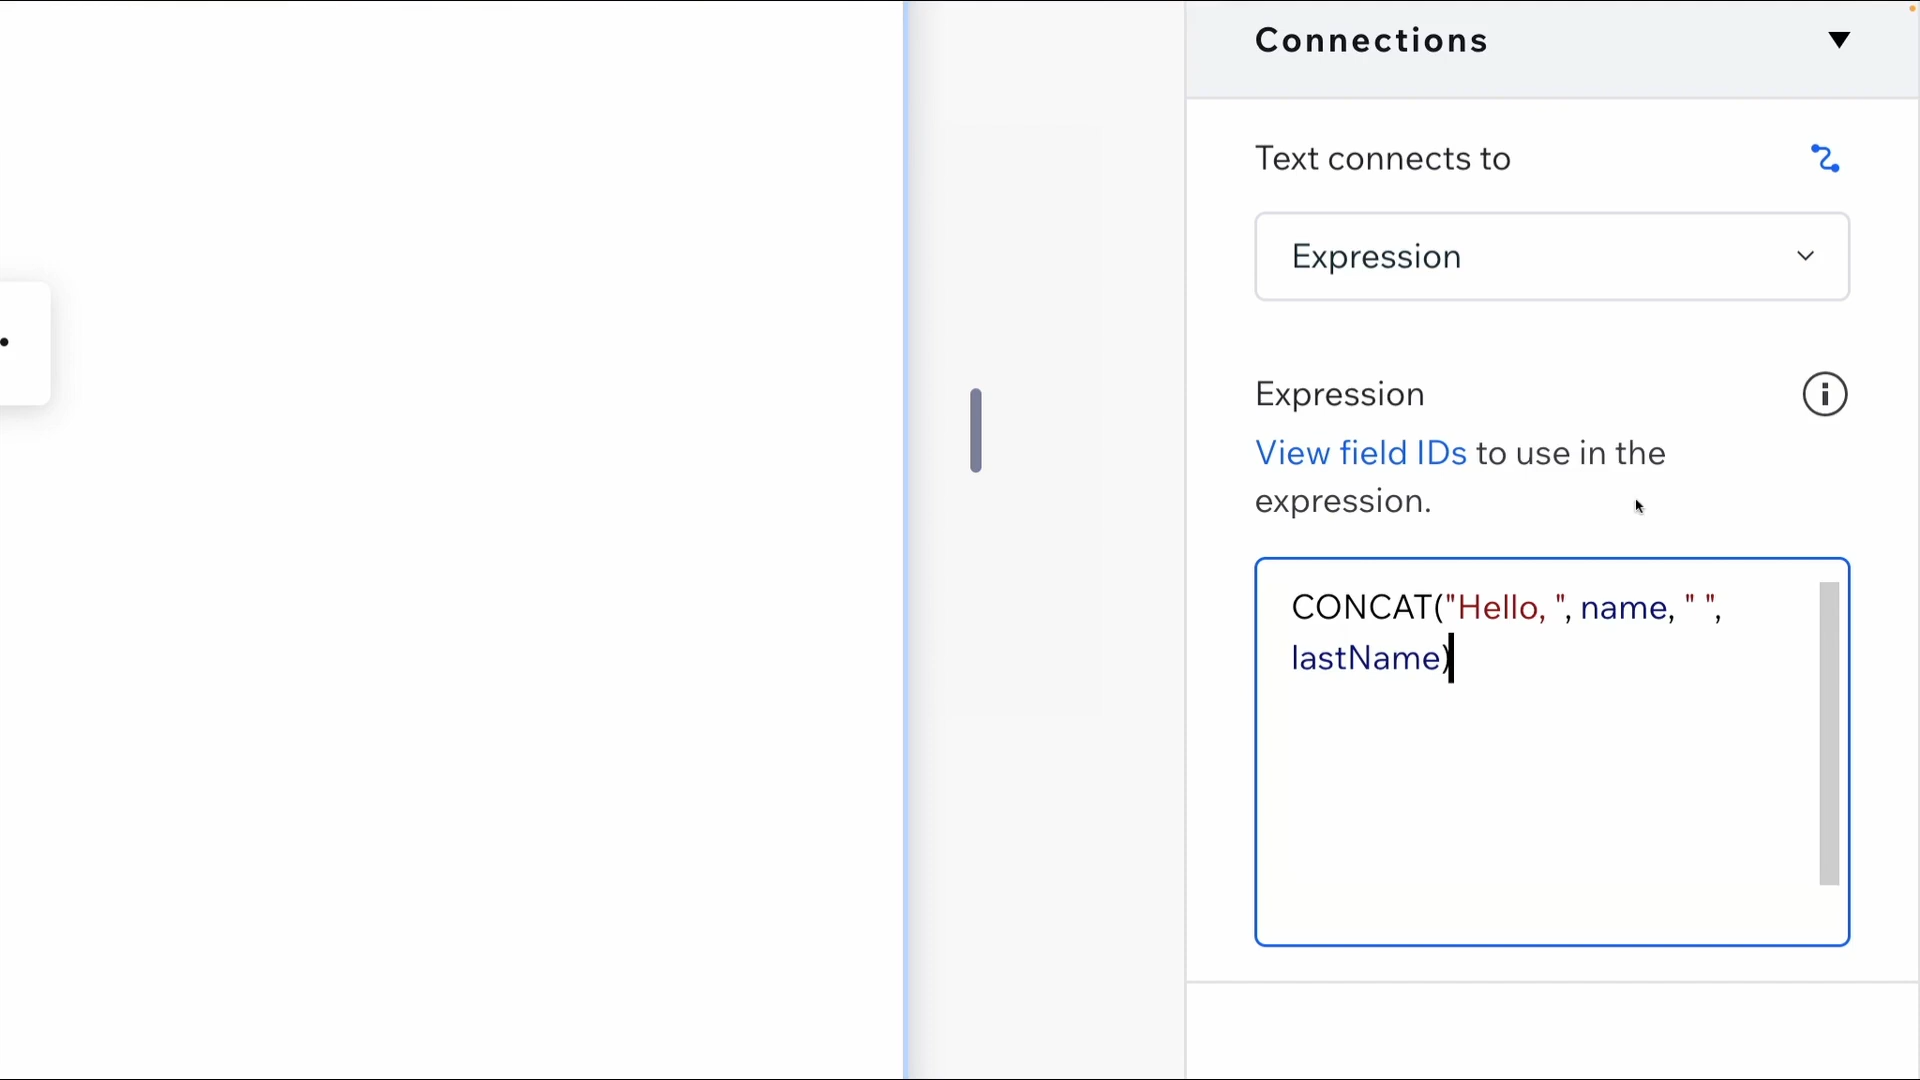 Connections
Text connects to
Expression
Expression
View field IDs to use in the
expression.
CONCAT("Hello, ", name, " ",
lastName)